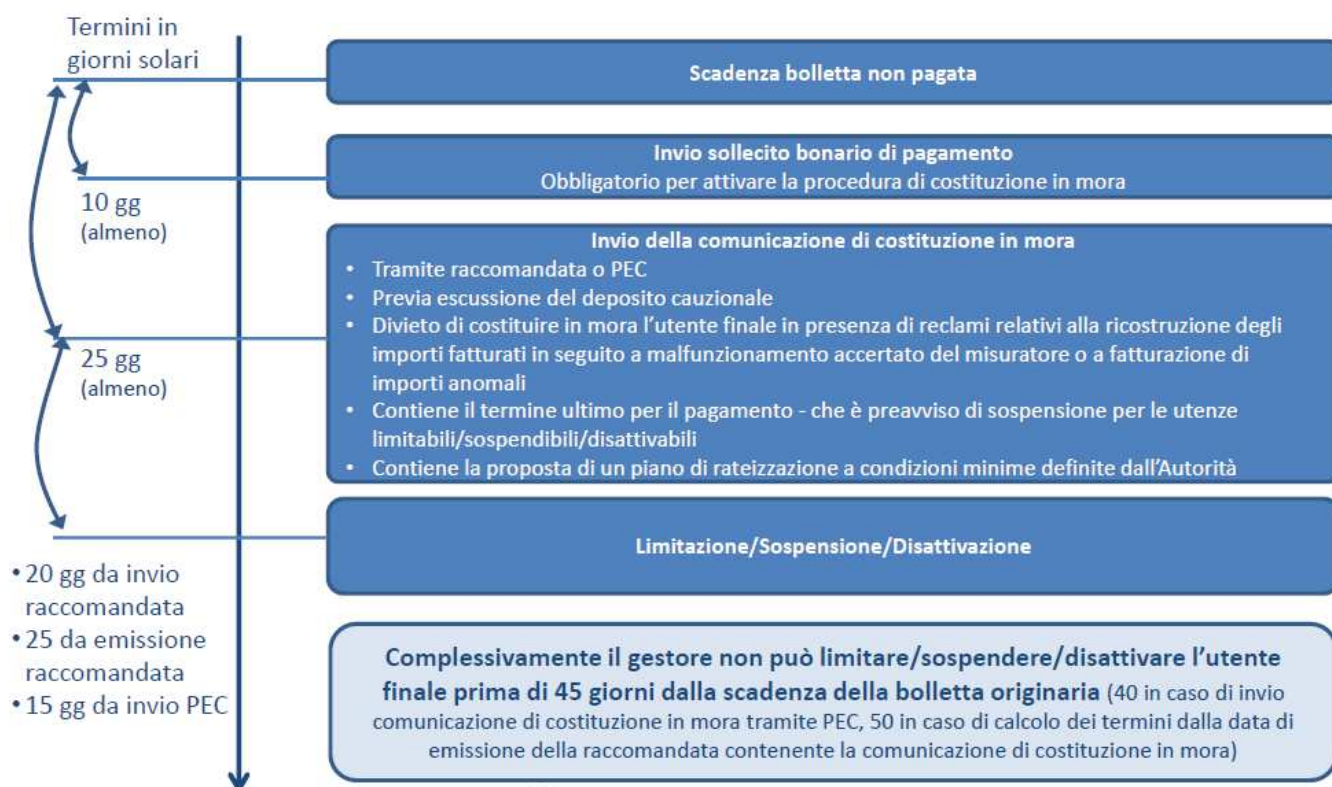 Termini in
giorni solari
Scadenza bolletta non pagata
Invio sollecito bonario di pagamento
Obbligatorio per attivare la procedura di costituzione in mora
10 gg
(almeno)
Invio della comunicazione di costituzione in mora
• Tramite raccomandata o PEC
• Previa escussione del deposito cauzionale
• Divieto di costituire in mora l'utente finale in presenza di reclami relativi alla ricostruzione degli
importi fatturati in seguito a malfunzionamento accertato del misuratore o a fatturazione di
importi anomali
• Contiene il termine ultimo per il pagamento - che è preavviso di sospensione per le utenze
limitabili/sospendibili/disattivabili
• Contiene la proposta di un piano di rateizzazione a condizioni minime definite dall'Autorità
25 gg
(almeno)
Limitazione/Sospensione/Disattivazione
• 20 gg da invio
raccomandata
• 25 da emissione
raccomandata
• 15 gg da invio PEC
Complessivamente il gestore non può limitare/sospendere/disattivare l'utente
finale prima di 45 giorni dalla scadenza della bolletta originaria (40 in caso di invio
comunicazione di costituzione in mora tramite PEC, 50 in caso di calcolo dei termini dalla data di
emissione della raccomandata contenente la comunicazione di costituzione in mora)